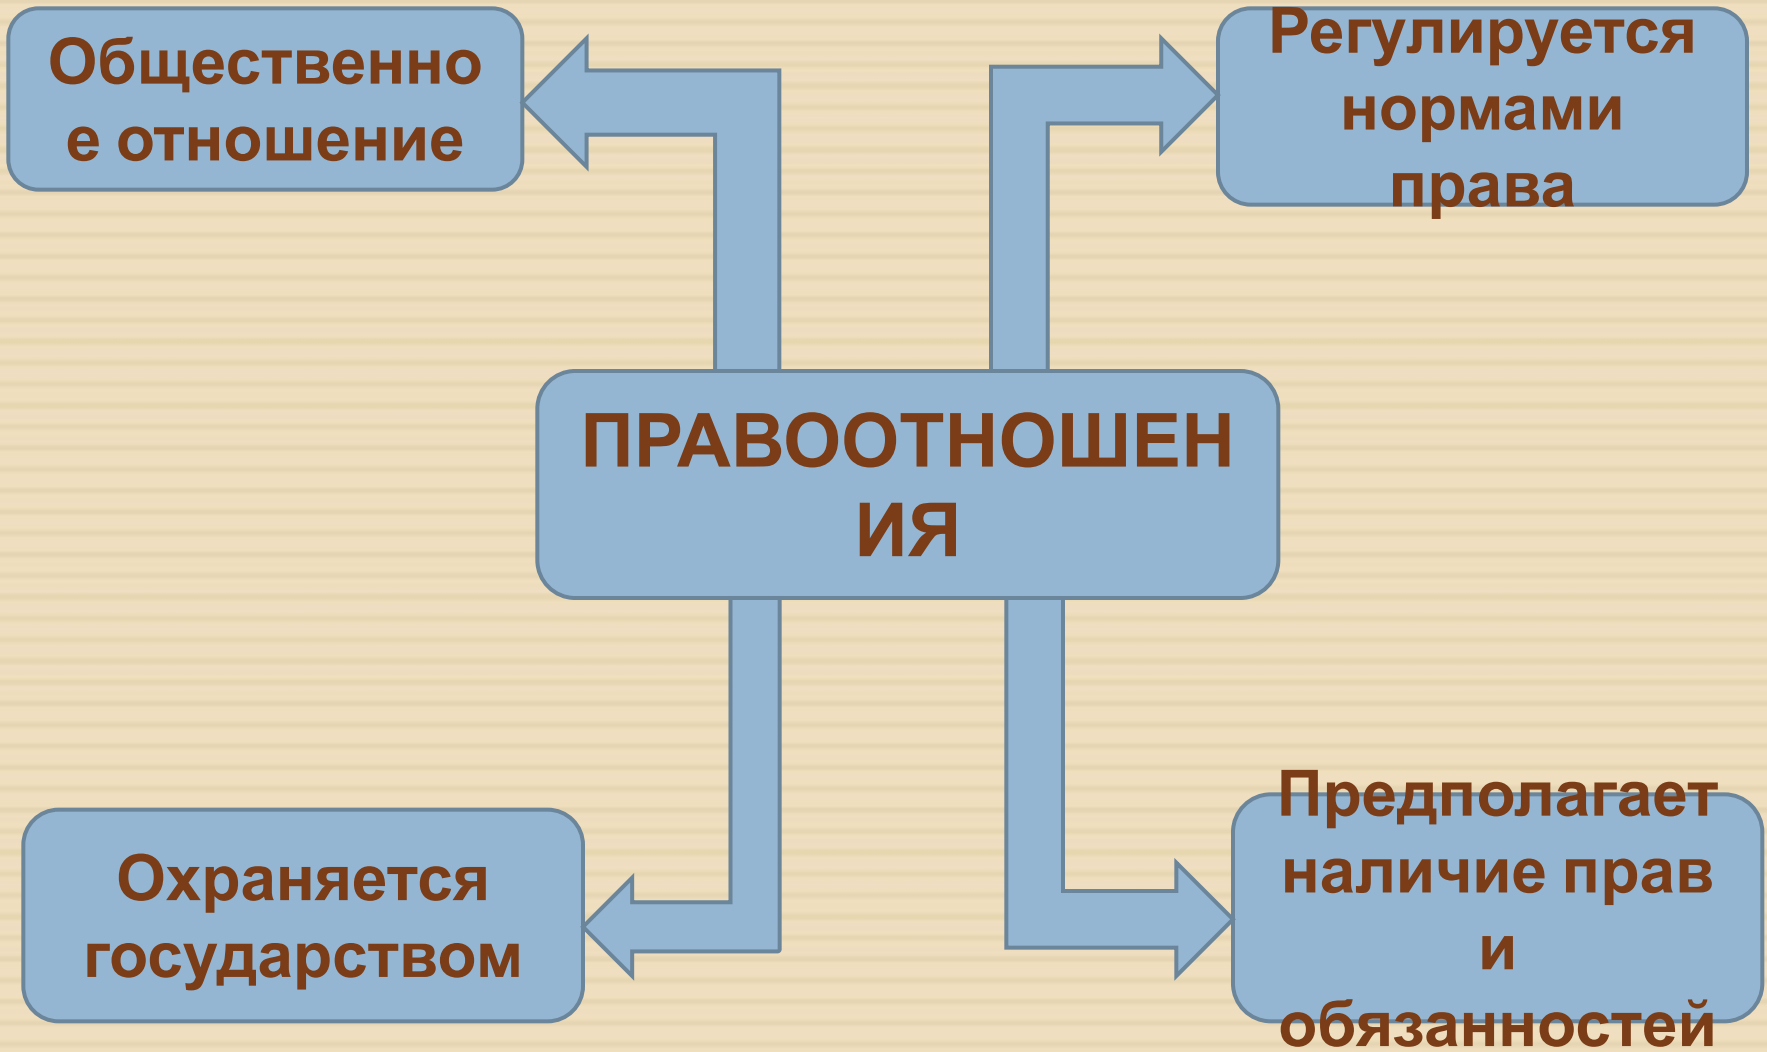 Общественно
е отношение
Регулируется
нормами
права
ПРАВООТНОШЕН
ИЯ
Охраняется
государством
Предполагает
наличие прав
и
обязанностей